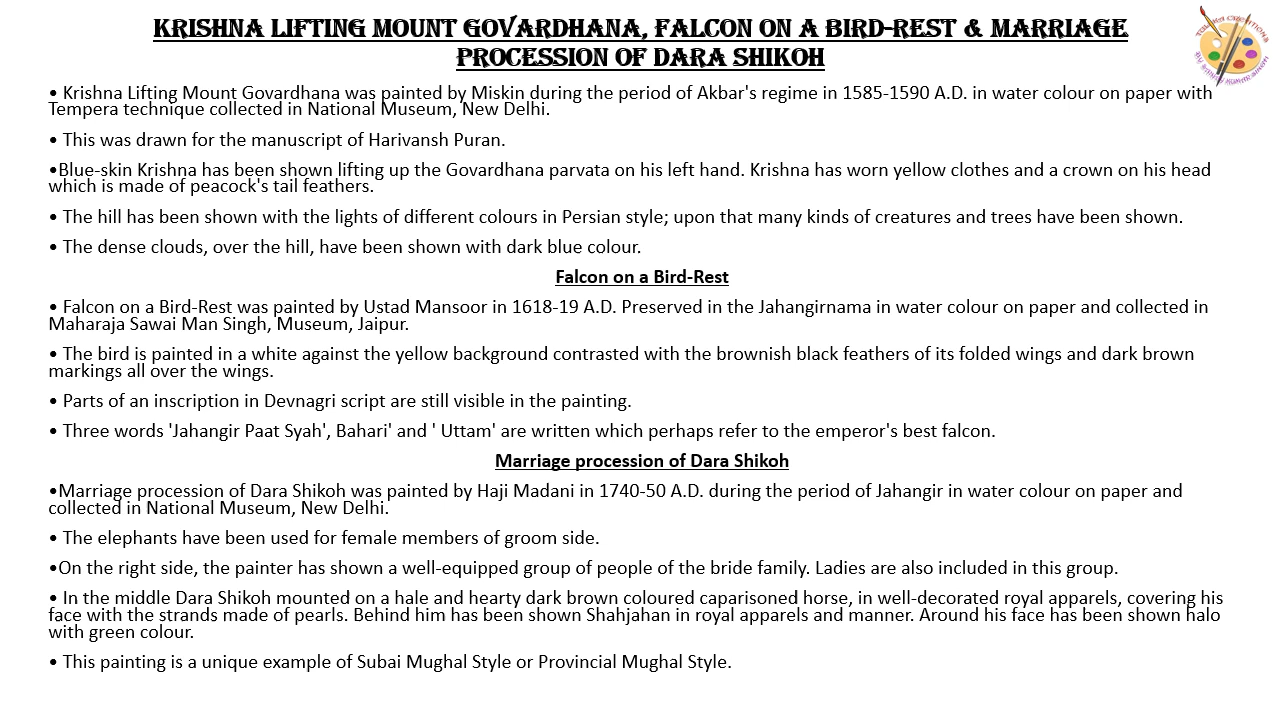 KRISHNA LIFTING MOUNT GOVARDHANA, FALCON ON A BIRD-REST & MARRIAGE
PROCESSION OF DARA SHIKOH
• Krishna Lifting Mount Govardhana was painted by Miskin during the period of Akbar's regime in 1585-1590 A.D. in water colour on paper with
Tempera technique collected in National Museum, New Delhi.
• This was drawn for the manuscript of Harivansh Puran.
•Blue-skin Krishna has been shown lifting up the Govardhana parvata on his left hand. Krishna has worn yellow clothes and a crown on his head
which is made of peacock's tail feathers.
• The hill has been shown with the lights of different colours in Persian style; upon that many kinds of creatures and trees have been shown.
• The dense clouds, over the hill, have been shown with dark blue colour.
Falcon on a Bird-Rest
• Falcon on a Bird-Rest was painted by Ustad Mansoor in 1618-19 A.D. Preserved in the Jahangirnama in water colour on paper and collected in
Maharaja Sawai Man Singh, Museum, Jaipur.
• The bird is painted in a white against the yellow background contrasted with the brownish black feathers of its folded wings and dark brown
markings all over the wings.
• Parts of an inscription in Devnagri script are still visible in the painting.
• Three words 'Jahangir Paat Syah', Bahari' and ' Uttam' are written which perhaps refer to the emperor's best falcon.
Marriage procession of Dara Shikoh
•Marriage procession of Dara Shikoh was painted by Haji Madani in 1740-50 A.D. during the period of Jahangir in water colour on paper and
collected in National Museum, New Delhi.
• The elephants have been used for female members of groom side.
•On the right side, the painter has shown a well-equipped group of people of the bride family. Ladies are also included in this group.
• In the middle Dara Shikoh mounted on a hale and hearty dark brown coloured caparisoned horse, in well-decorated royal apparels, covering his
face with the strands made of pearls. Behind him has been shown Shahjahan in royal apparels and manner. Around his face has been shown halo
with green colour.
• This painting is a unique example of Subai Mughal Style or Provincial Mughal Style.